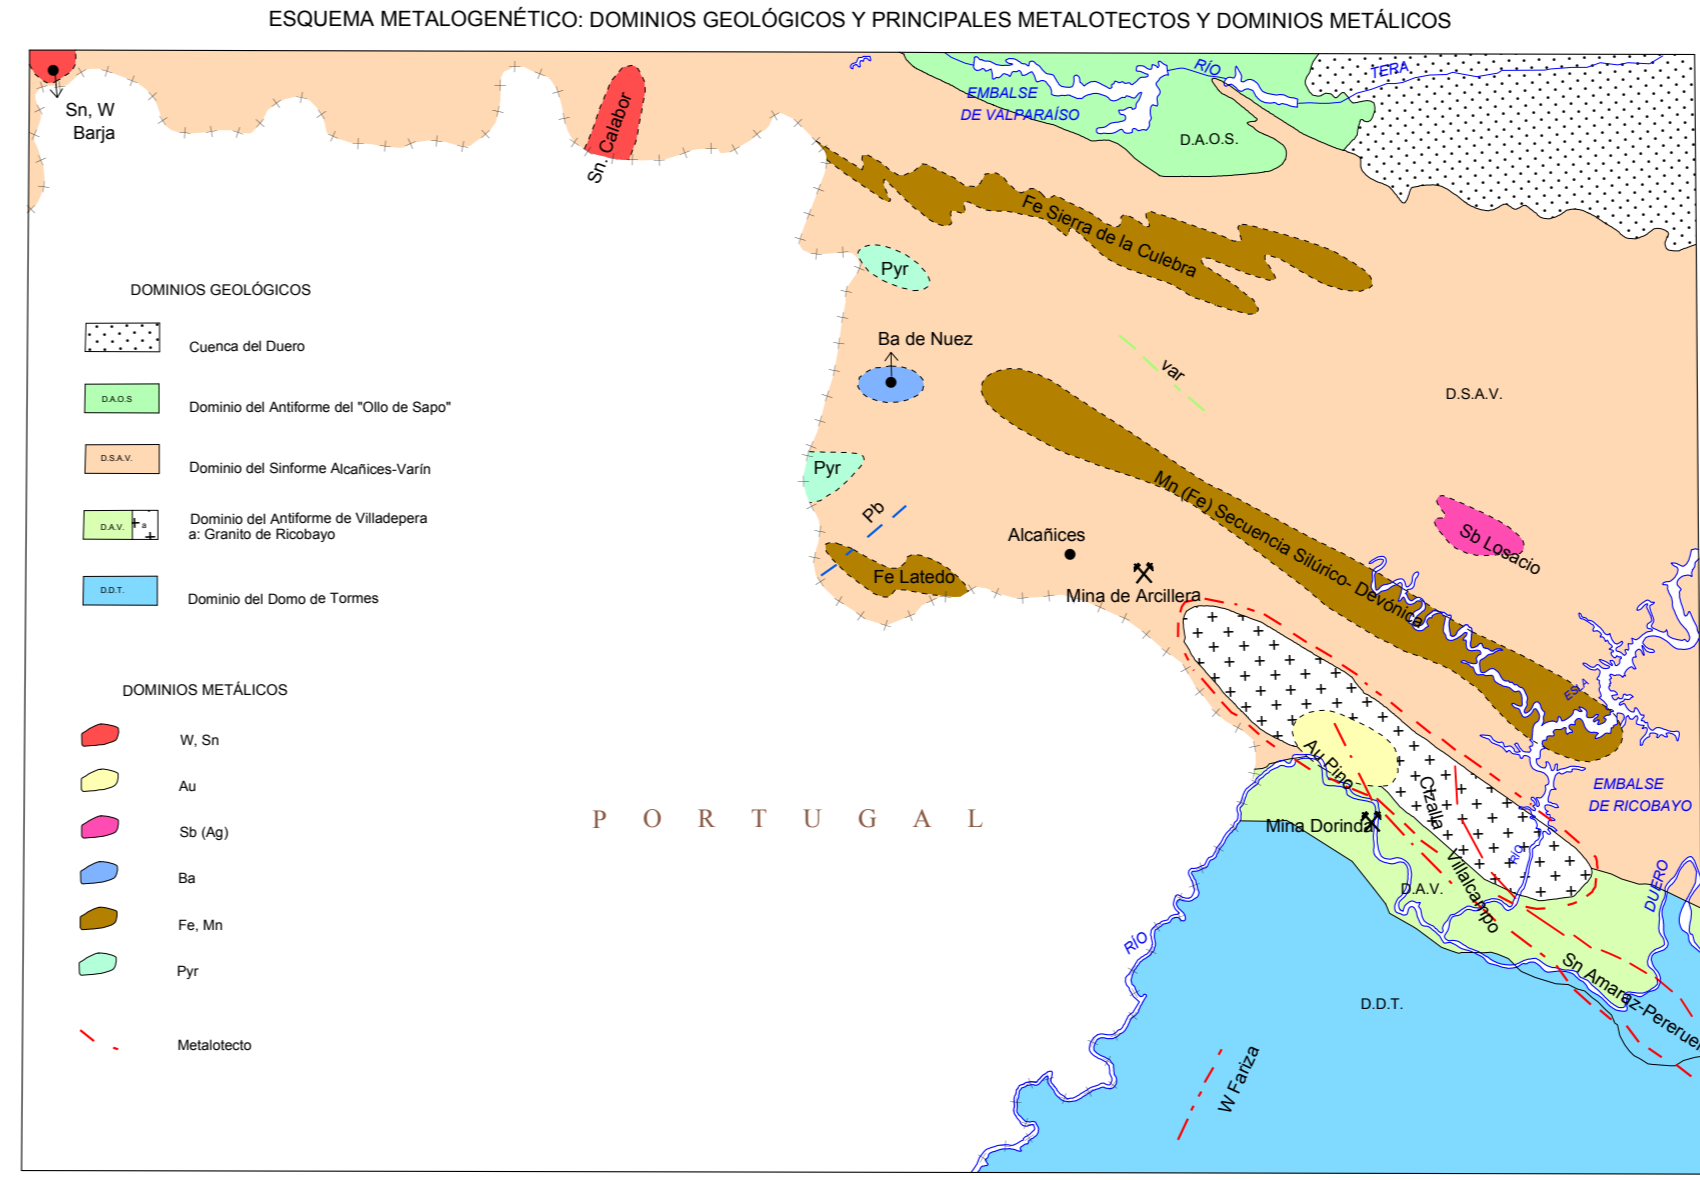 ESQUEMA METALOGENÉTICO: DOMINIOS GEOLÓGICOS Y PRINCIPALES METALOTECTOS Y DOMINIOS METÁLICOS
Sn, W
Barja
Sn. Calabor
EMBALSE
DE VALPARAÍSO
RÍO
TERA
D.A.O.S.
Fe Sierra de la Culebra
Pyr
Ba de Nuez
var
D.S.A.V.
Pyr
Pb
Mn (Fe) Secuencia Silúrico- Devónica
Sb Losacio
Alcañices
Fe Latedo
Mina de Arcillera
ESLA
EMBALSE
DE RICOBAYO
Au Pino
Cizalla
Mina Dorinda
Villalcampo
RÍO
D.A.V.
DUERO
RÍO
Sn Amaraz-Pereruel
D.D.T.
W Fariza
PORTUGAL
DOMINIOS GEOLÓGICOS
Cuenca del Duero
D.A.O.S
Dominio del Antiforme del "Ollo de Sapo"
D.S.A.V.
Dominio del Sinforme Alcañices-Varín
D.A.V.
a
Dominio del Antiforme de Villadepera
a: Granito de Ricobayo
D.D.T.
Dominio del Domo de Tormes
DOMINIOS METÁLICOS
W, Sn
Au
Sb (Ag)
Ba
Fe, Mn
Pyr
Metalotecto